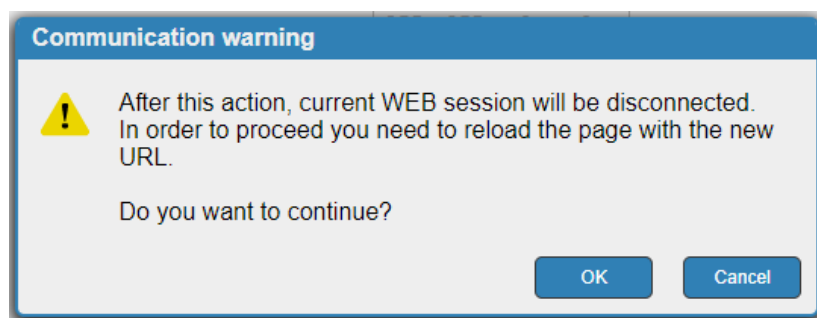 Communication warning
After this action, current WEB session will be disconnected.
In order to proceed you need to reload the page with the new
URL.
Do you want to continue?
OK
Cancel